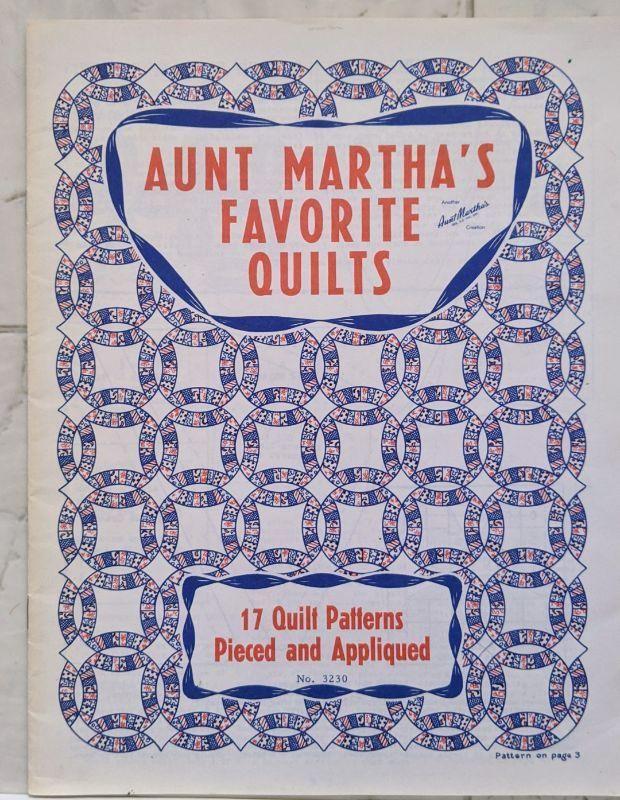 AUNT MARTHA'S
FAVORITE
QUILTS
Another
Aunt Martha's
Creation
17 Quilt Patterns
Pieced and Appliqued
No. 3230
Pattern on page 3